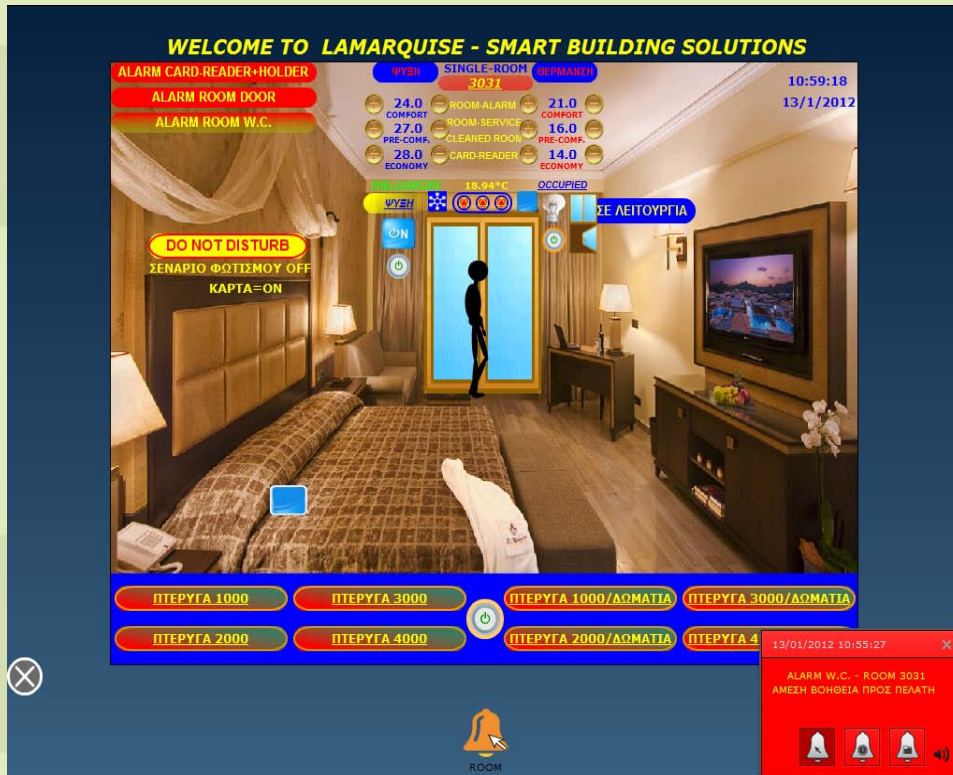 WELCOME TO LAMARQUISE - SMART BUILDING SOLUTIONS
ALARM CARD-READER+HOLDER
ALARM ROOM DOOR
ALARM ROOM W.C.
ΨΥΞΗ
SINGLE-ROOM
3031
ΘΕΡΜΑΝΣΗ
10:59:18
13/1/2012
24.0
COMFORT
ROOM-ALARM
21.0
COMFORT
27.0
PRE-COMF.
ROOM-SERVICE
CLEANED ROOM
16.0
PRE-COMF.
28.0
ECONOMY
CARD-READER
14.0
ECONOMY
18.94°C
OCCUPIED
ΨΥΞΗ
ΣΕ ΛΕΙΤΟΥΡΓΙΑ
ON
DO NOT DISTURB
ΣΕΝΑΡΙΟ ΦΩΤΙΣΜΟΥ OFF
ΚΑΡΤΑ=ON
ΠΤΕΡΥΓΑ 1000
ΠΤΕΡΥΓΑ 3000
ΠΤΕΡΥΓΑ 1000/ΔΩΜΑΤΙΑ
ΠΤΕΡΥΓΑ 3000/ΔΩΜΑΤΙΑ
ΠΤΕΡΥΓΑ 2000
ΠΤΕΡΥΓΑ 4000
ΠΤΕΡΥΓΑ 2000/ΔΩΜΑΤΙΑ
ΠΤΕΡΥΓΑ 4
13/01/2012 10:55:27
ALARM W.C. - ROOM 3031
ΑΜΕΣΗ ΒΟΗΘΕΙΑ ΠΡΟΣ ΠΕΛΑΤΗ
ROOM